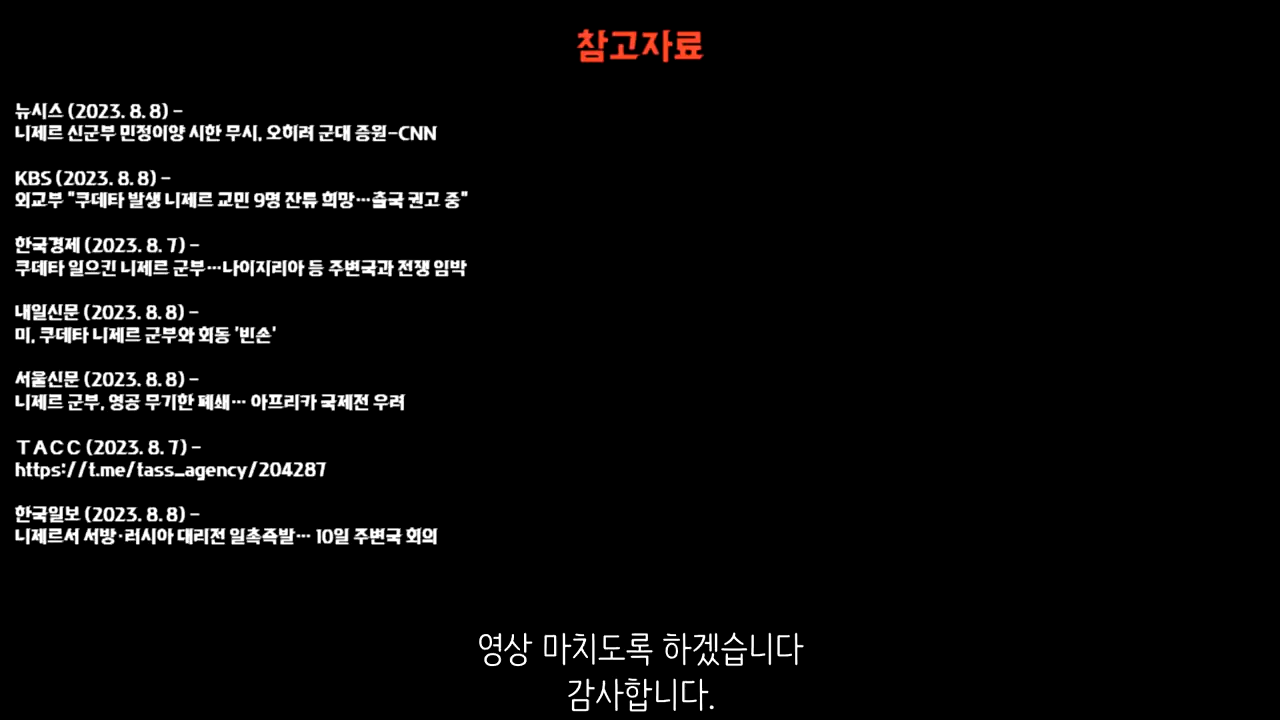 참고자료
뉴시스 (2023. 8. 8) -
니제르 신군부 민정이양 시한 무시, 오히려 군대 증원-CNN
KBS (2023. 8. 8) -
외교부 "쿠데타 발생 니제르 교민 9명 잔류 희망…출국 권고 중"
한국경제 (2023. 8. 7) -
쿠데타 일으킨 니제르 군부…나이지리아 등 주변국과 전쟁 임박
내일신문 (2023. 8. 8) -
미, 쿠데타 니제르 군부와 회동 '빈손'
서울신문 (2023. 8. 8) -
니제르 군부, 영공 무기한 폐쇄… 아프리카 국제전 우려
ТАСС (2023. 8. 7) -
https://t.me/tass_agency/204287
한국일보 (2023. 8. 8) -
니제르서 서방·러시아 대리전 일촉즉발… 10일 주변국 회의
영상 마치도록 하겠습니다
감사합니다.